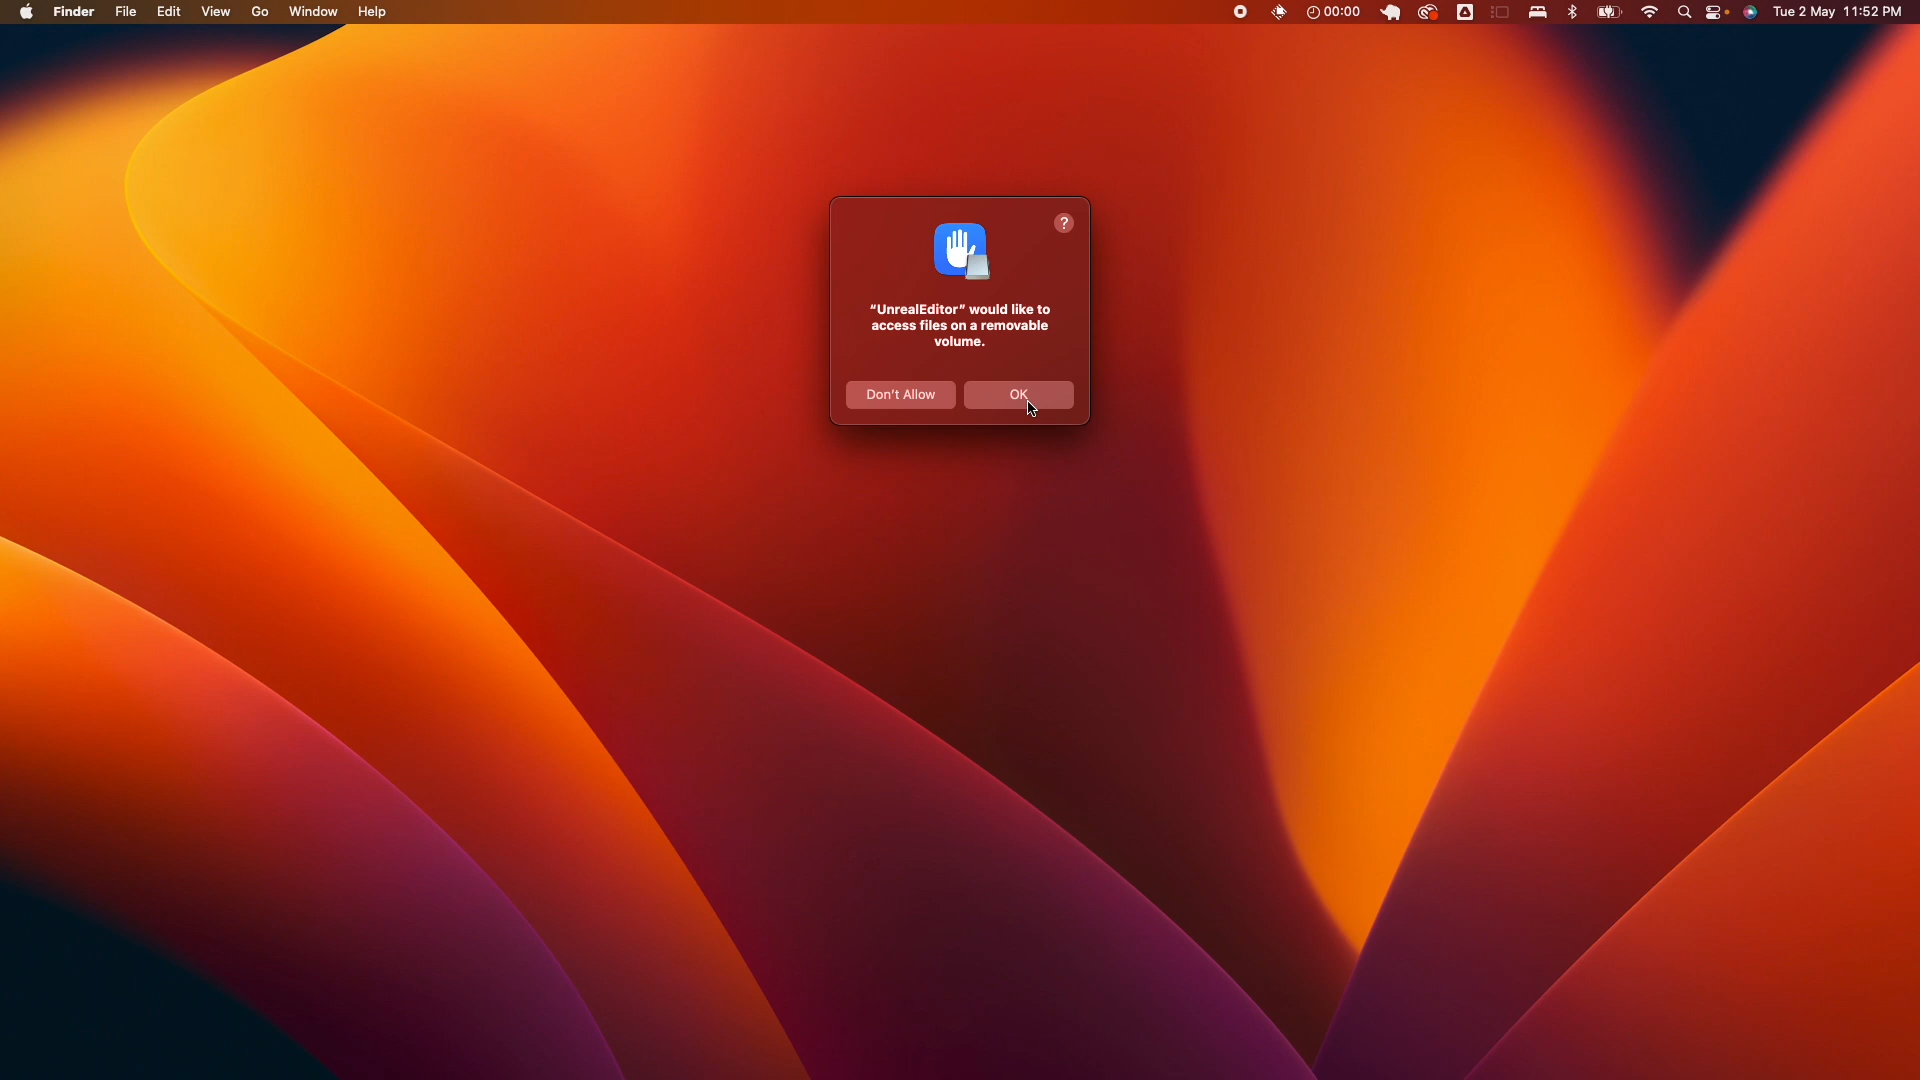 Finder File Edit View Go Window Help 00:00 Tue 2 May 11:52 PM
?
“UnrealEditor” would like to
access files on a removable
volume.
Don't Allow OK